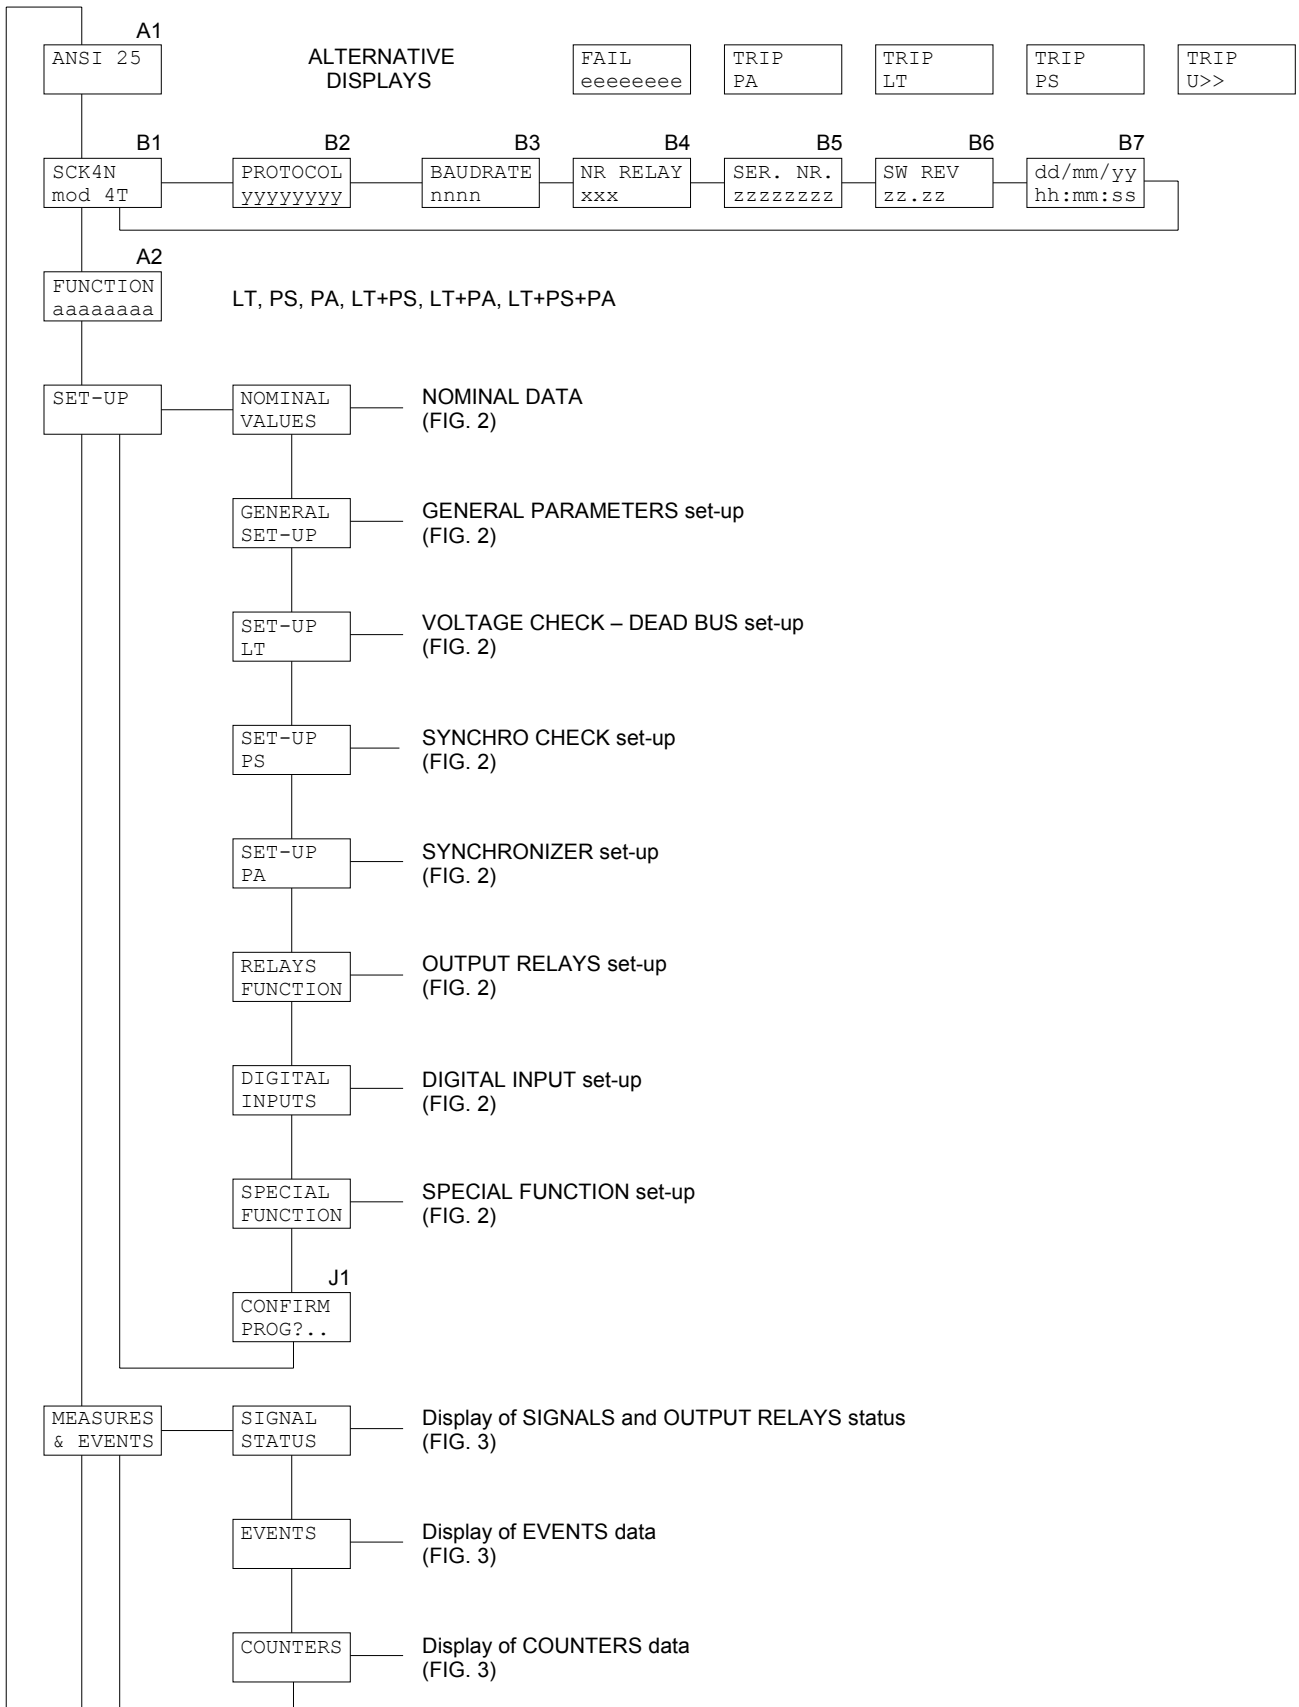 A1
ANSI 25
ALTERNATIVE
DISPLAYS
FAIL
eeeeeeee
TRIP
PA
TRIP
LT
TRIP
PS
TRIP
U>>
B1
SCK4N
mod 4T
B2
PROTOCOL
yyyyyyyy
B3
BAUDRATE
nnnn
B4
NR RELAY
xxx
B5
SER. NR.
zzzzzzzz
B6
SW REV
zz.zz
B7
dd/mm/yy
hh:mm:ss
A2
FUNCTION
aaaaaaaa
LT, PS, PA, LT+PS, LT+PA, LT+PS+PA
SET-UP
NOMINAL
VALUES
NOMINAL DATA
(FIG. 2)
GENERAL
SET-UP
GENERAL PARAMETERS set-up
(FIG. 2)
SET-UP
LT
VOLTAGE CHECK – DEAD BUS set-up
(FIG. 2)
SET-UP
PS
SYNCHRO CHECK set-up
(FIG. 2)
SET-UP
PA
SYNCHRONIZER set-up
(FIG. 2)
RELAYS
FUNCTION
OUTPUT RELAYS set-up
(FIG. 2)
DIGITAL
INPUTS
DIGITAL INPUT set-up
(FIG. 2)
SPECIAL
FUNCTION
SPECIAL FUNCTION set-up
(FIG. 2)
J1
CONFIRM
PROG?..
MEASURES
& EVENTS
SIGNAL
STATUS
Display of SIGNALS and OUTPUT RELAYS status
(FIG. 3)
EVENTS
Display of EVENTS data
(FIG. 3)
COUNTERS
Display of COUNTERS data
(FIG. 3)